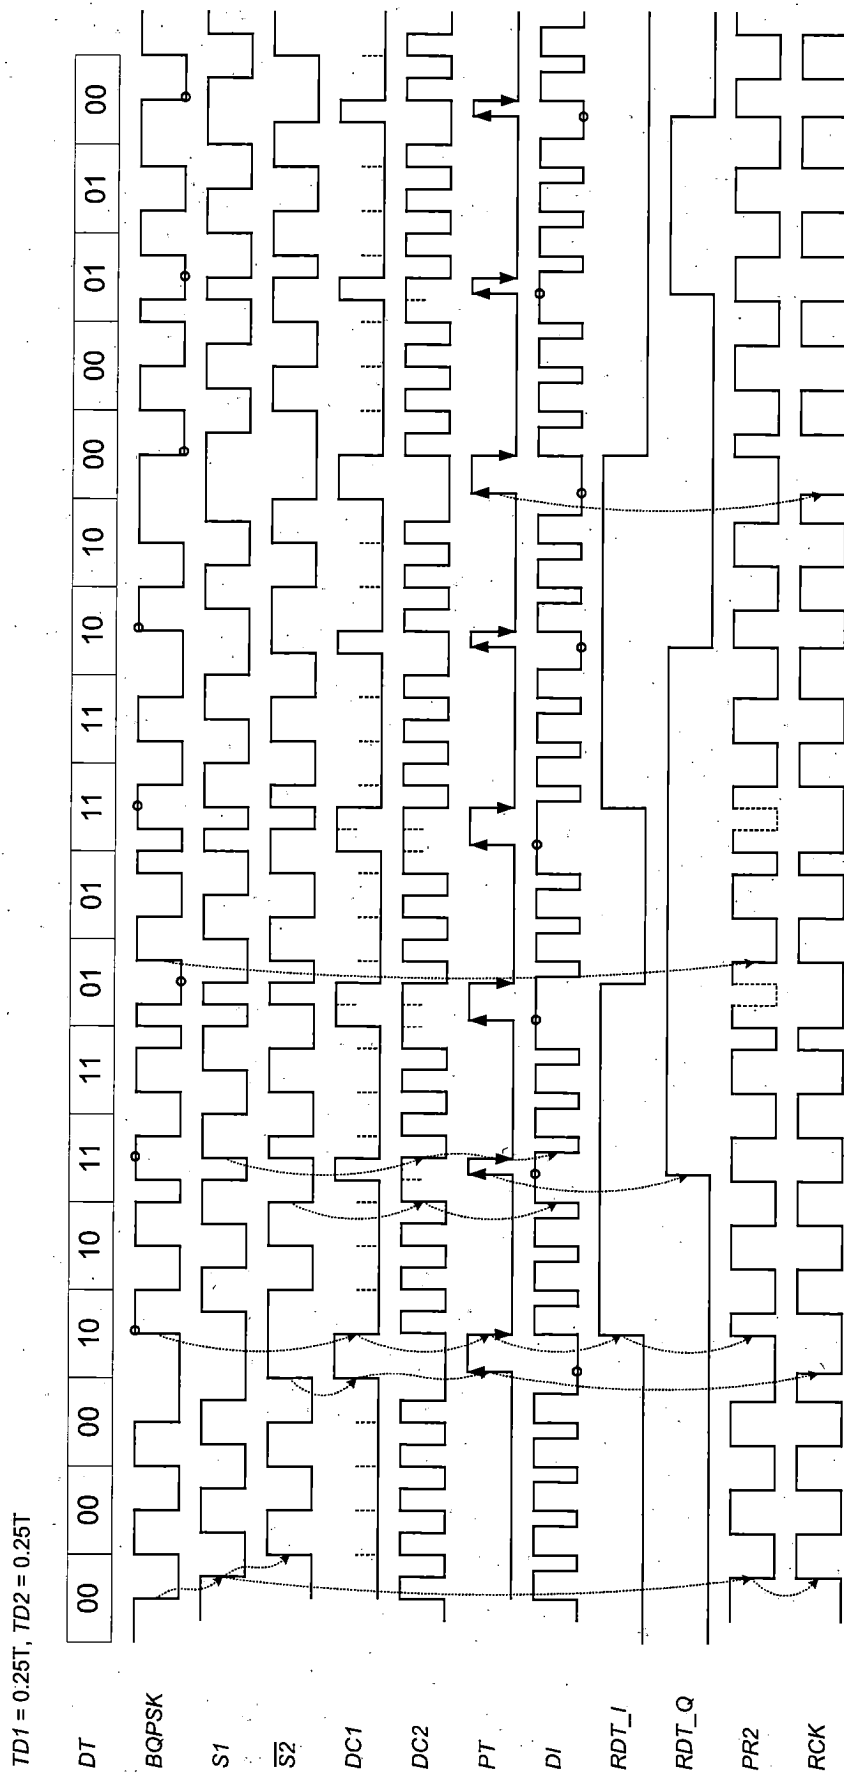 TD1 = 0.25T, TD2 = 0.25T
DT 00 00 00 10 10 11 11 01 01 11 11 10 10 00 00 01 01 00
BQPSK
S1
S2
DC1
DC2
PT
DI
RDT_I
RDT_Q
PR2
RCK